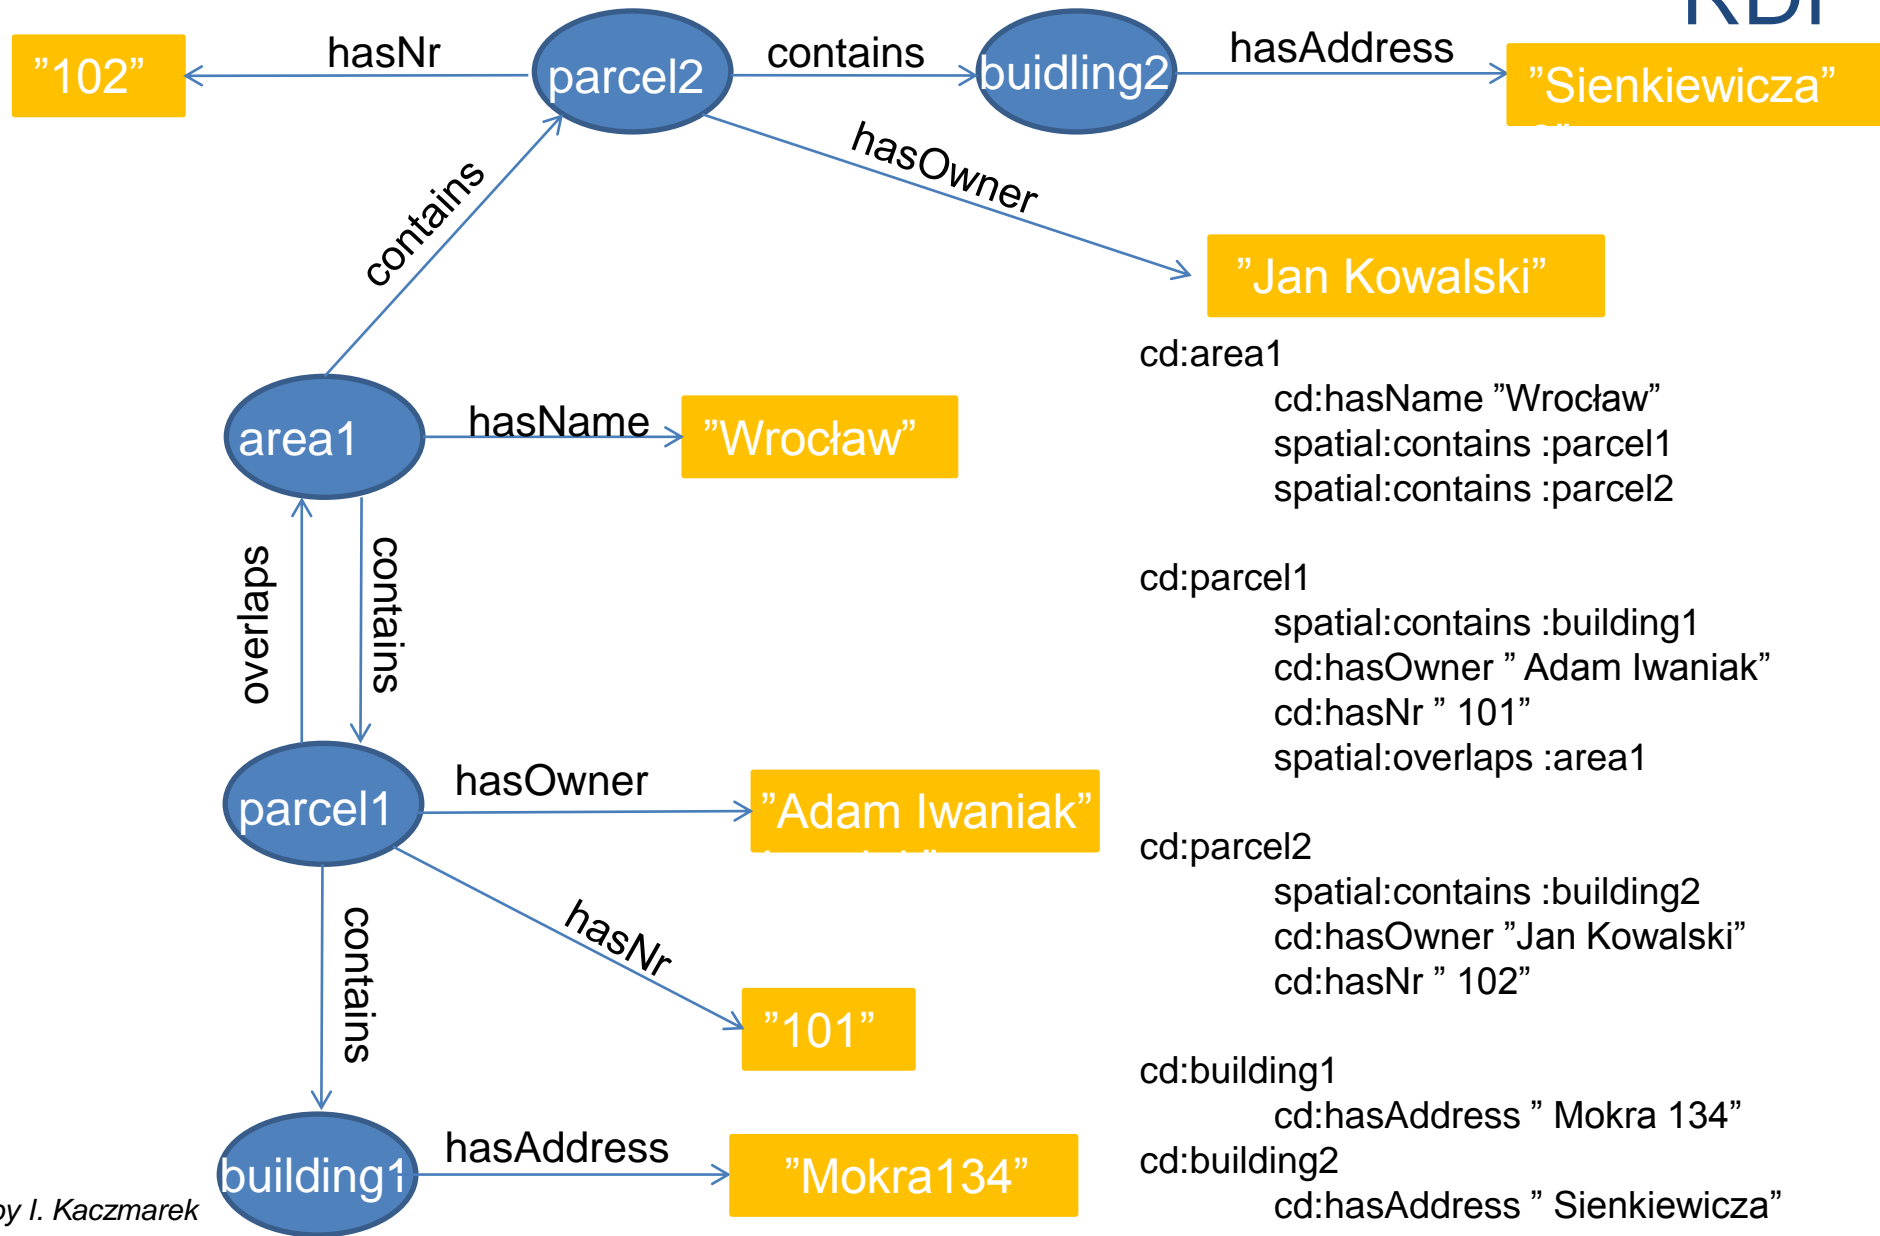 RDF
"102"
hasNr
parcel2
contains
buidling2
hasAddress
"Sienkiewicza"
hasOwner
contains
"Jan Kowalski"
area1
hasName
"Wrocław"
overlaps
contains
parcel1
hasOwner
"Adam Iwaniak"
hasNr
contains
"101"
building1
hasAddress
"Mokra134"
by I. Kaczmarek
cd:area1
cd:hasName ”Wrocław”
spatial:contains :parcel1
spatial:contains :parcel2
cd:parcel1
spatial:contains :building1
cd:hasOwner ” Adam Iwaniak”
cd:hasNr ” 101”
spatial:overlaps :area1
cd:parcel2
spatial:contains :building2
cd:hasOwner ”Jan Kowalski”
cd:hasNr ” 102”
cd:building1
cd:hasAddress ” Mokra 134”
cd:building2
cd:hasAddress ” Sienkiewicza”